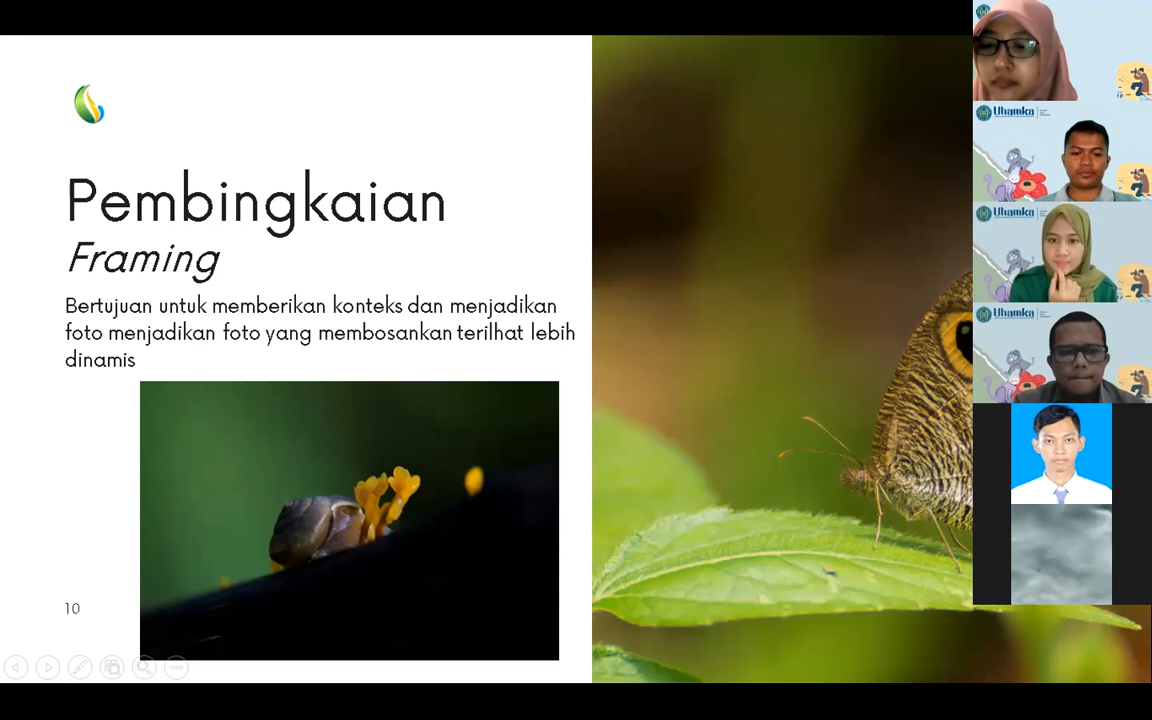 Pembingkaian
Framing
Bertujuan untuk memberikan konteks dan menjadikan
foto menjadikan foto yang membosankan terilhat lebih
dinamis
10
Uhamka
Uhamka
Uhamka